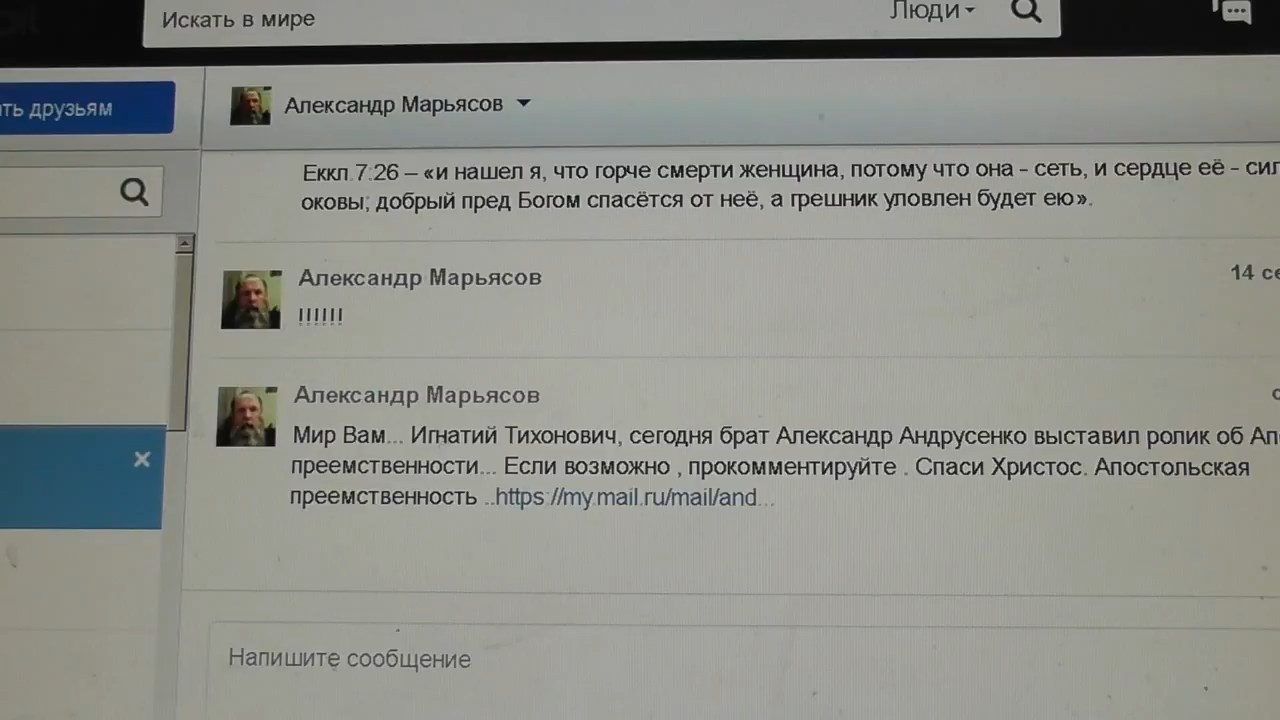 Искать в мире
Люди
ть друзьям
Александр Марьясов
Еккл.7:26 – «и нашел я, что горче смерти женщина, потому что она - сеть, и сердце её - сил
оковы; добрый пред Богом спасётся от неё, а грешник уловлен будет ею».
Александр Марьясов
14 се
!!!!!!
Александр Марьясов
Мир Вам... Игнатий Тихонович, сегодня брат Александр Андрусенко выставил ролик об Ап
преемственности... Если возможно , прокомментируйте . Спаси Христос. Апостольская
преемственность ..https://my.mail.ru/mail/and...
Напишите сообщение